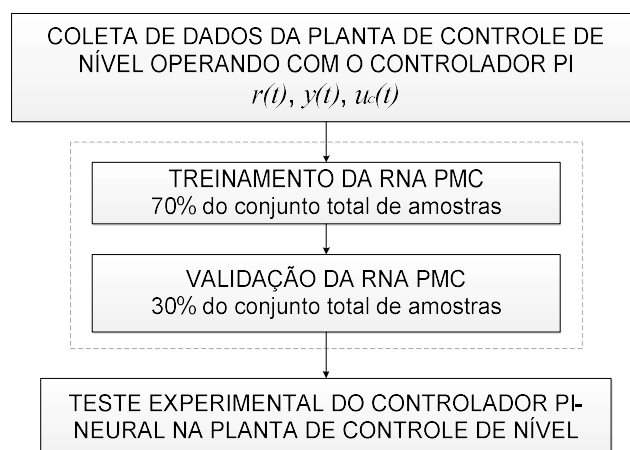 COLETA DE DADOS DA PLANTA DE CONTROLE DE
NÍVEL OPERANDO COM O CONTROLADOR PI
r(t), y(t), uc(t)
TREINAMENTO DA RNA PMC
70% do conjunto total de amostras
VALIDAÇÃO DA RNA PMC
30% do conjunto total de amostras
TESTE EXPERIMENTAL DO CONTROLADOR PI-
NEURAL NA PLANTA DE CONTROLE DE NÍVEL